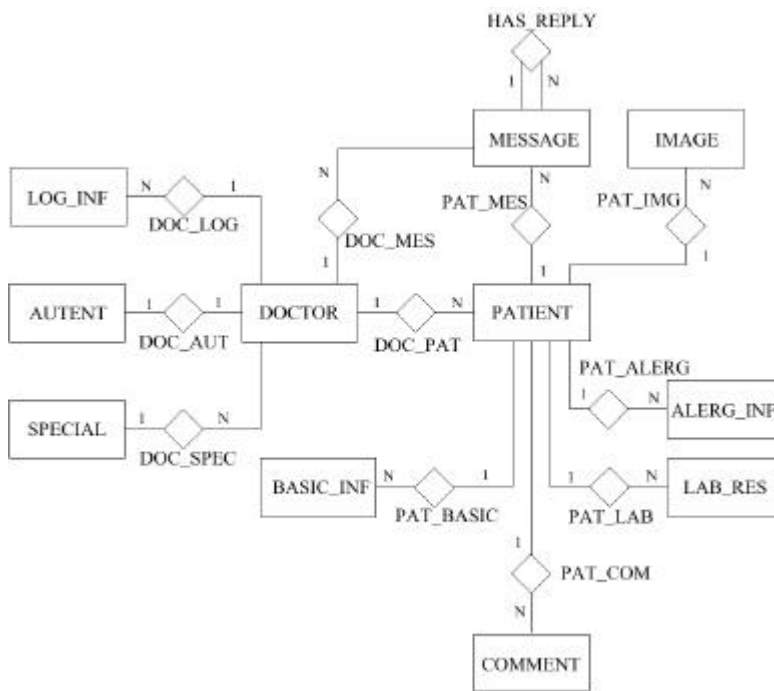 HAS_REPLY
1 N
MESSAGE
IMAGE
N
N
N
PAT_MES
PAT_IMG
LOG_INF
N
1
DOC_LOG
DOC_MES
1
1
1
AUTENT
1
1
DOC_AUT
DOCTOR
1
N
DOC_PAT
PATIENT
PAT_ALERG
1
N
ALERG_INF
SPECIAL
1
N
DOC_SPEC
BASIC_INF
N
1
PAT_BASIC
1
N
PAT_LAB
LAB_RES
1
PAT_COM
N
COMMENT